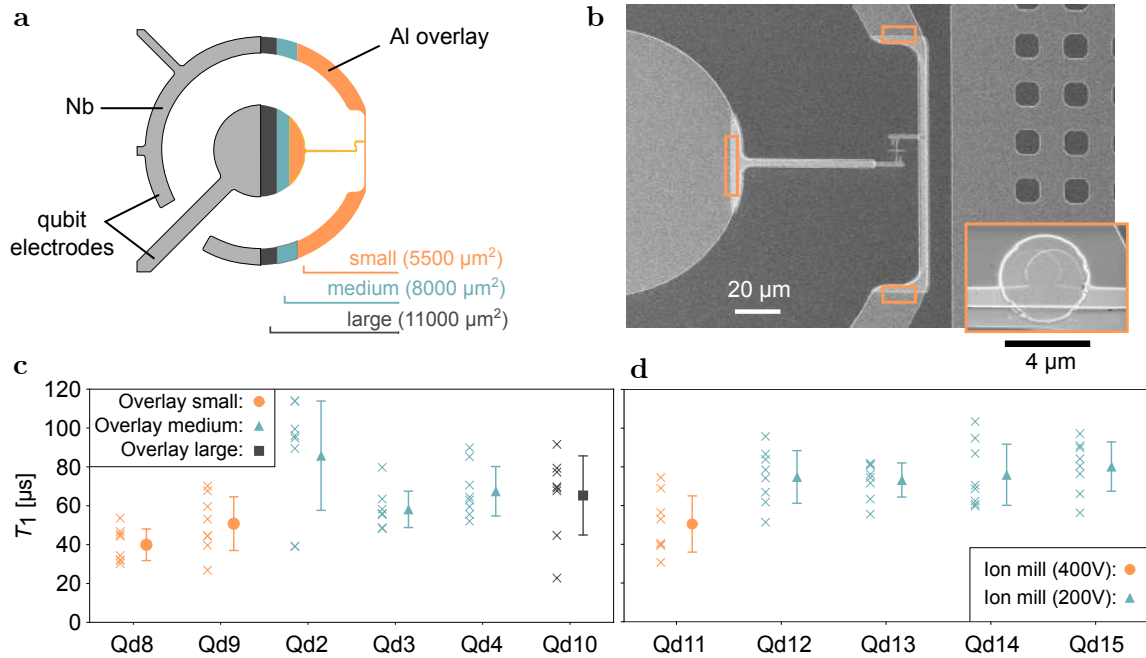 a
Al overlay
Nb
qubit
electrodes
small (5500 µm²)
medium (8000 µm²)
large (11000 µm²)
b
20 µm
4 µm
c
T1 [µs]
120
100
80
60
40
20
0
Overlay small:
Overlay medium:
Overlay large:
Qd8 Qd9 Qd2 Qd3 Qd4 Qd10
d
Ion mill (400V):
Ion mill (200V):
Qd11 Qd12 Qd13 Qd14 Qd15